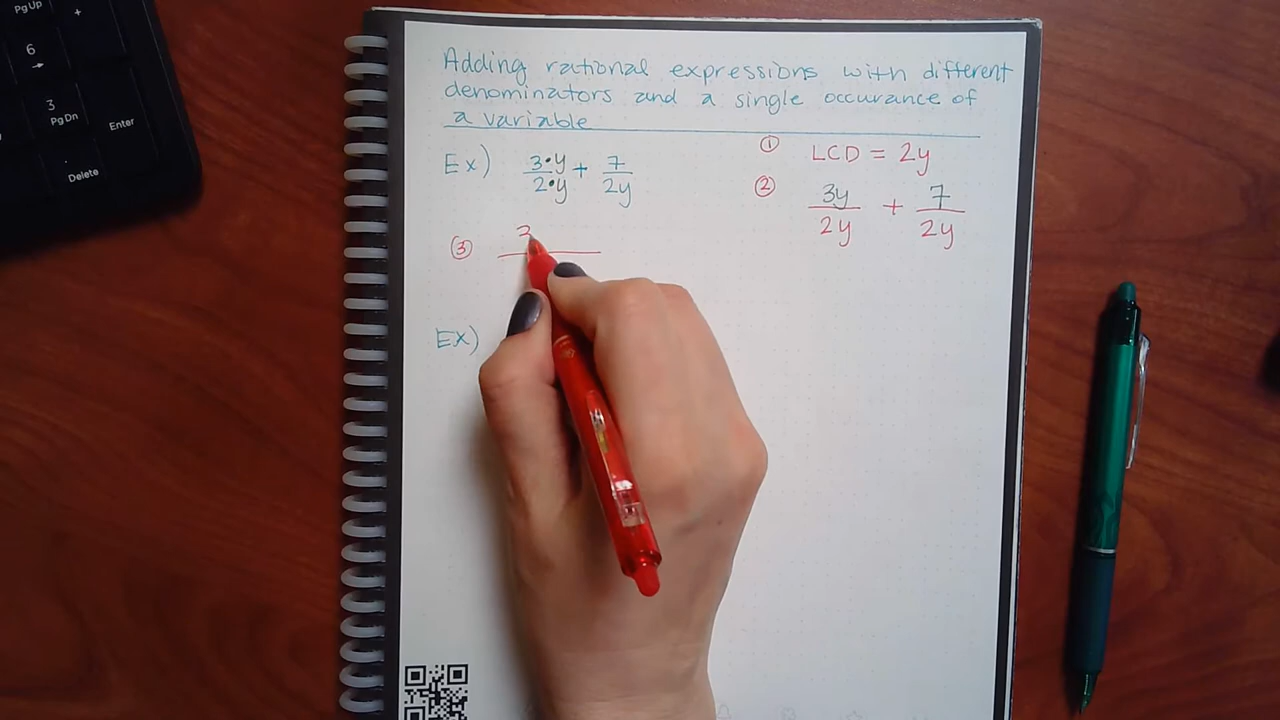 PgUp
+
6
→
3
PgDn
Enter
.
Delete
Adding rational expressions with different
denominators and a single occurance of
a variable
Ex) 3•y/2•y + 7/2y
① LCD = 2y
② 3y/2y + 7/2y
③ 3
Ex)